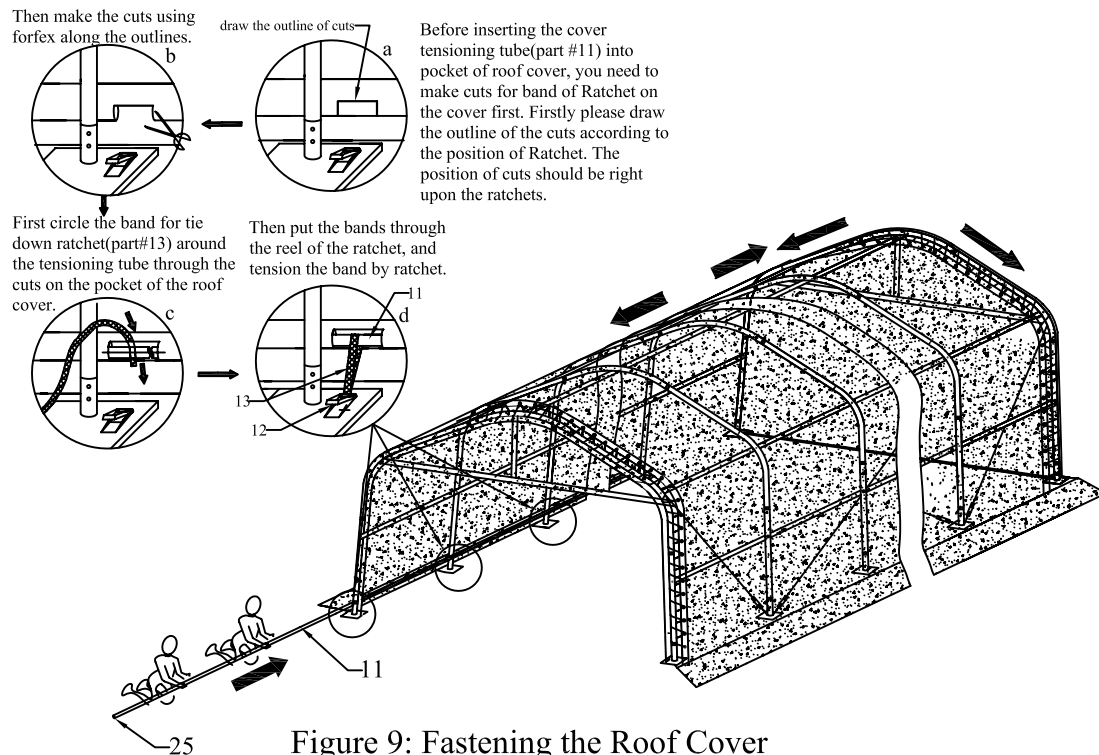 Then make the cuts using
forfex along the outlines.
b
draw the outline of cuts
a
Before inserting the cover
tensioning tube(part #11) into
pocket of roof cover, you need to
make cuts for band of Ratchet on
the cover first. Firstly please draw
the outline of the cuts according to
the position of Ratchet. The
position of cuts should be right
upon the ratchets.
First circle the band for tie
down ratchet(part#13) around
the tensioning tube through the
cuts on the pocket of the roof
cover.
c
Then put the bands through
the reel of the ratchet, and
tension the band by ratchet.
11
d
13
12
11
25
Figure 9: Fastening the Roof Cover